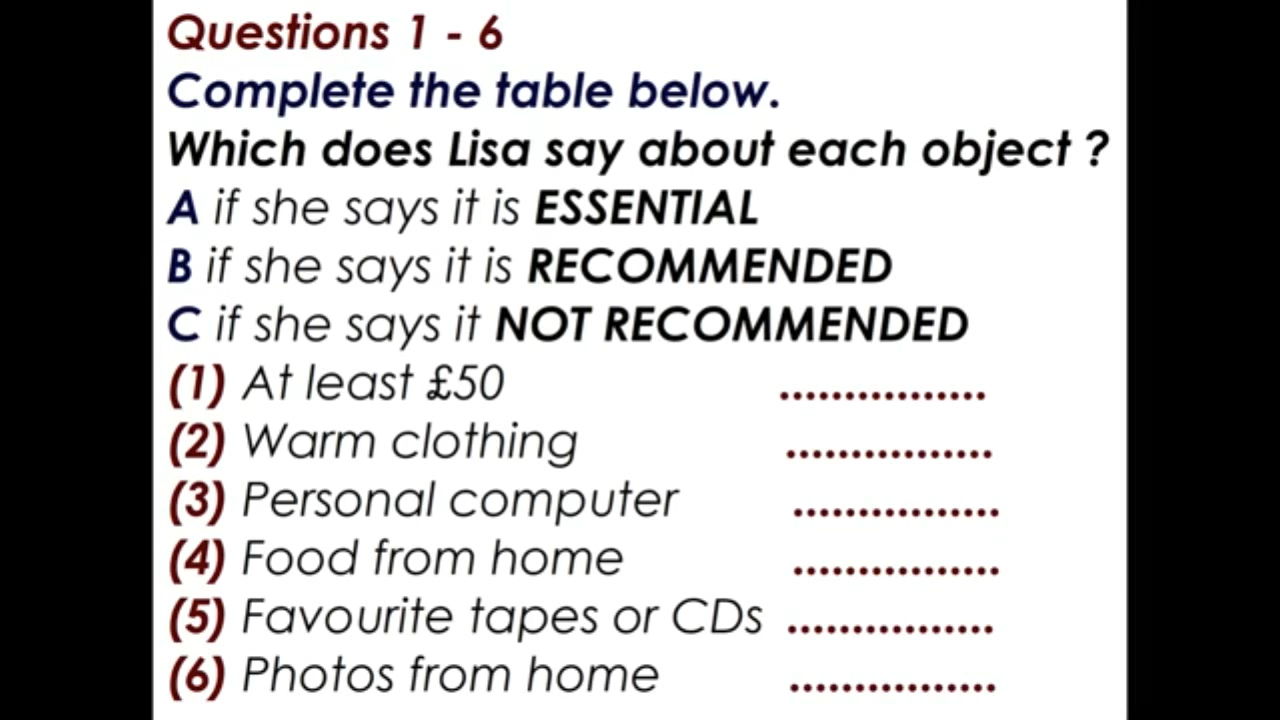 Questions 1 - 6
Complete the table below.
Which does Lisa say about each object ?
A if she says it is ESSENTIAL
B if she says it is RECOMMENDED
C if she says it NOT RECOMMENDED
(1) At least £50 ................
(2) Warm clothing ................
(3) Personal computer ................
(4) Food from home ................
(5) Favourite tapes or CDs ................
(6) Photos from home ................